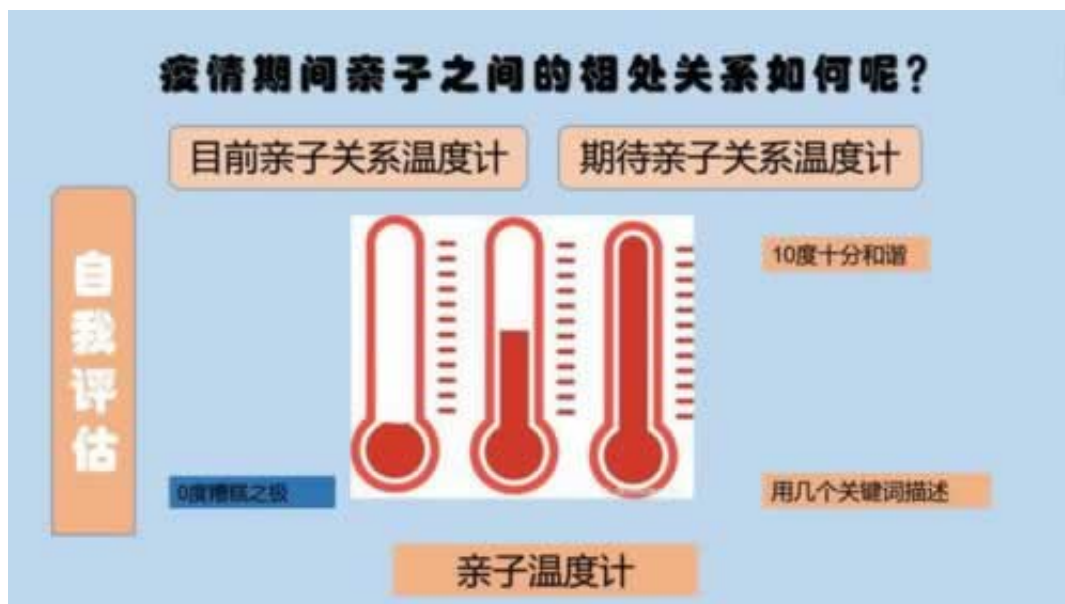 疫情期间亲子之间的相处关系如何呢？
目前亲子关系温度计
期待亲子关系温度计
自我评估
10度十分和谐
0度糟糕之极
用几个关键词描述
亲子温度计